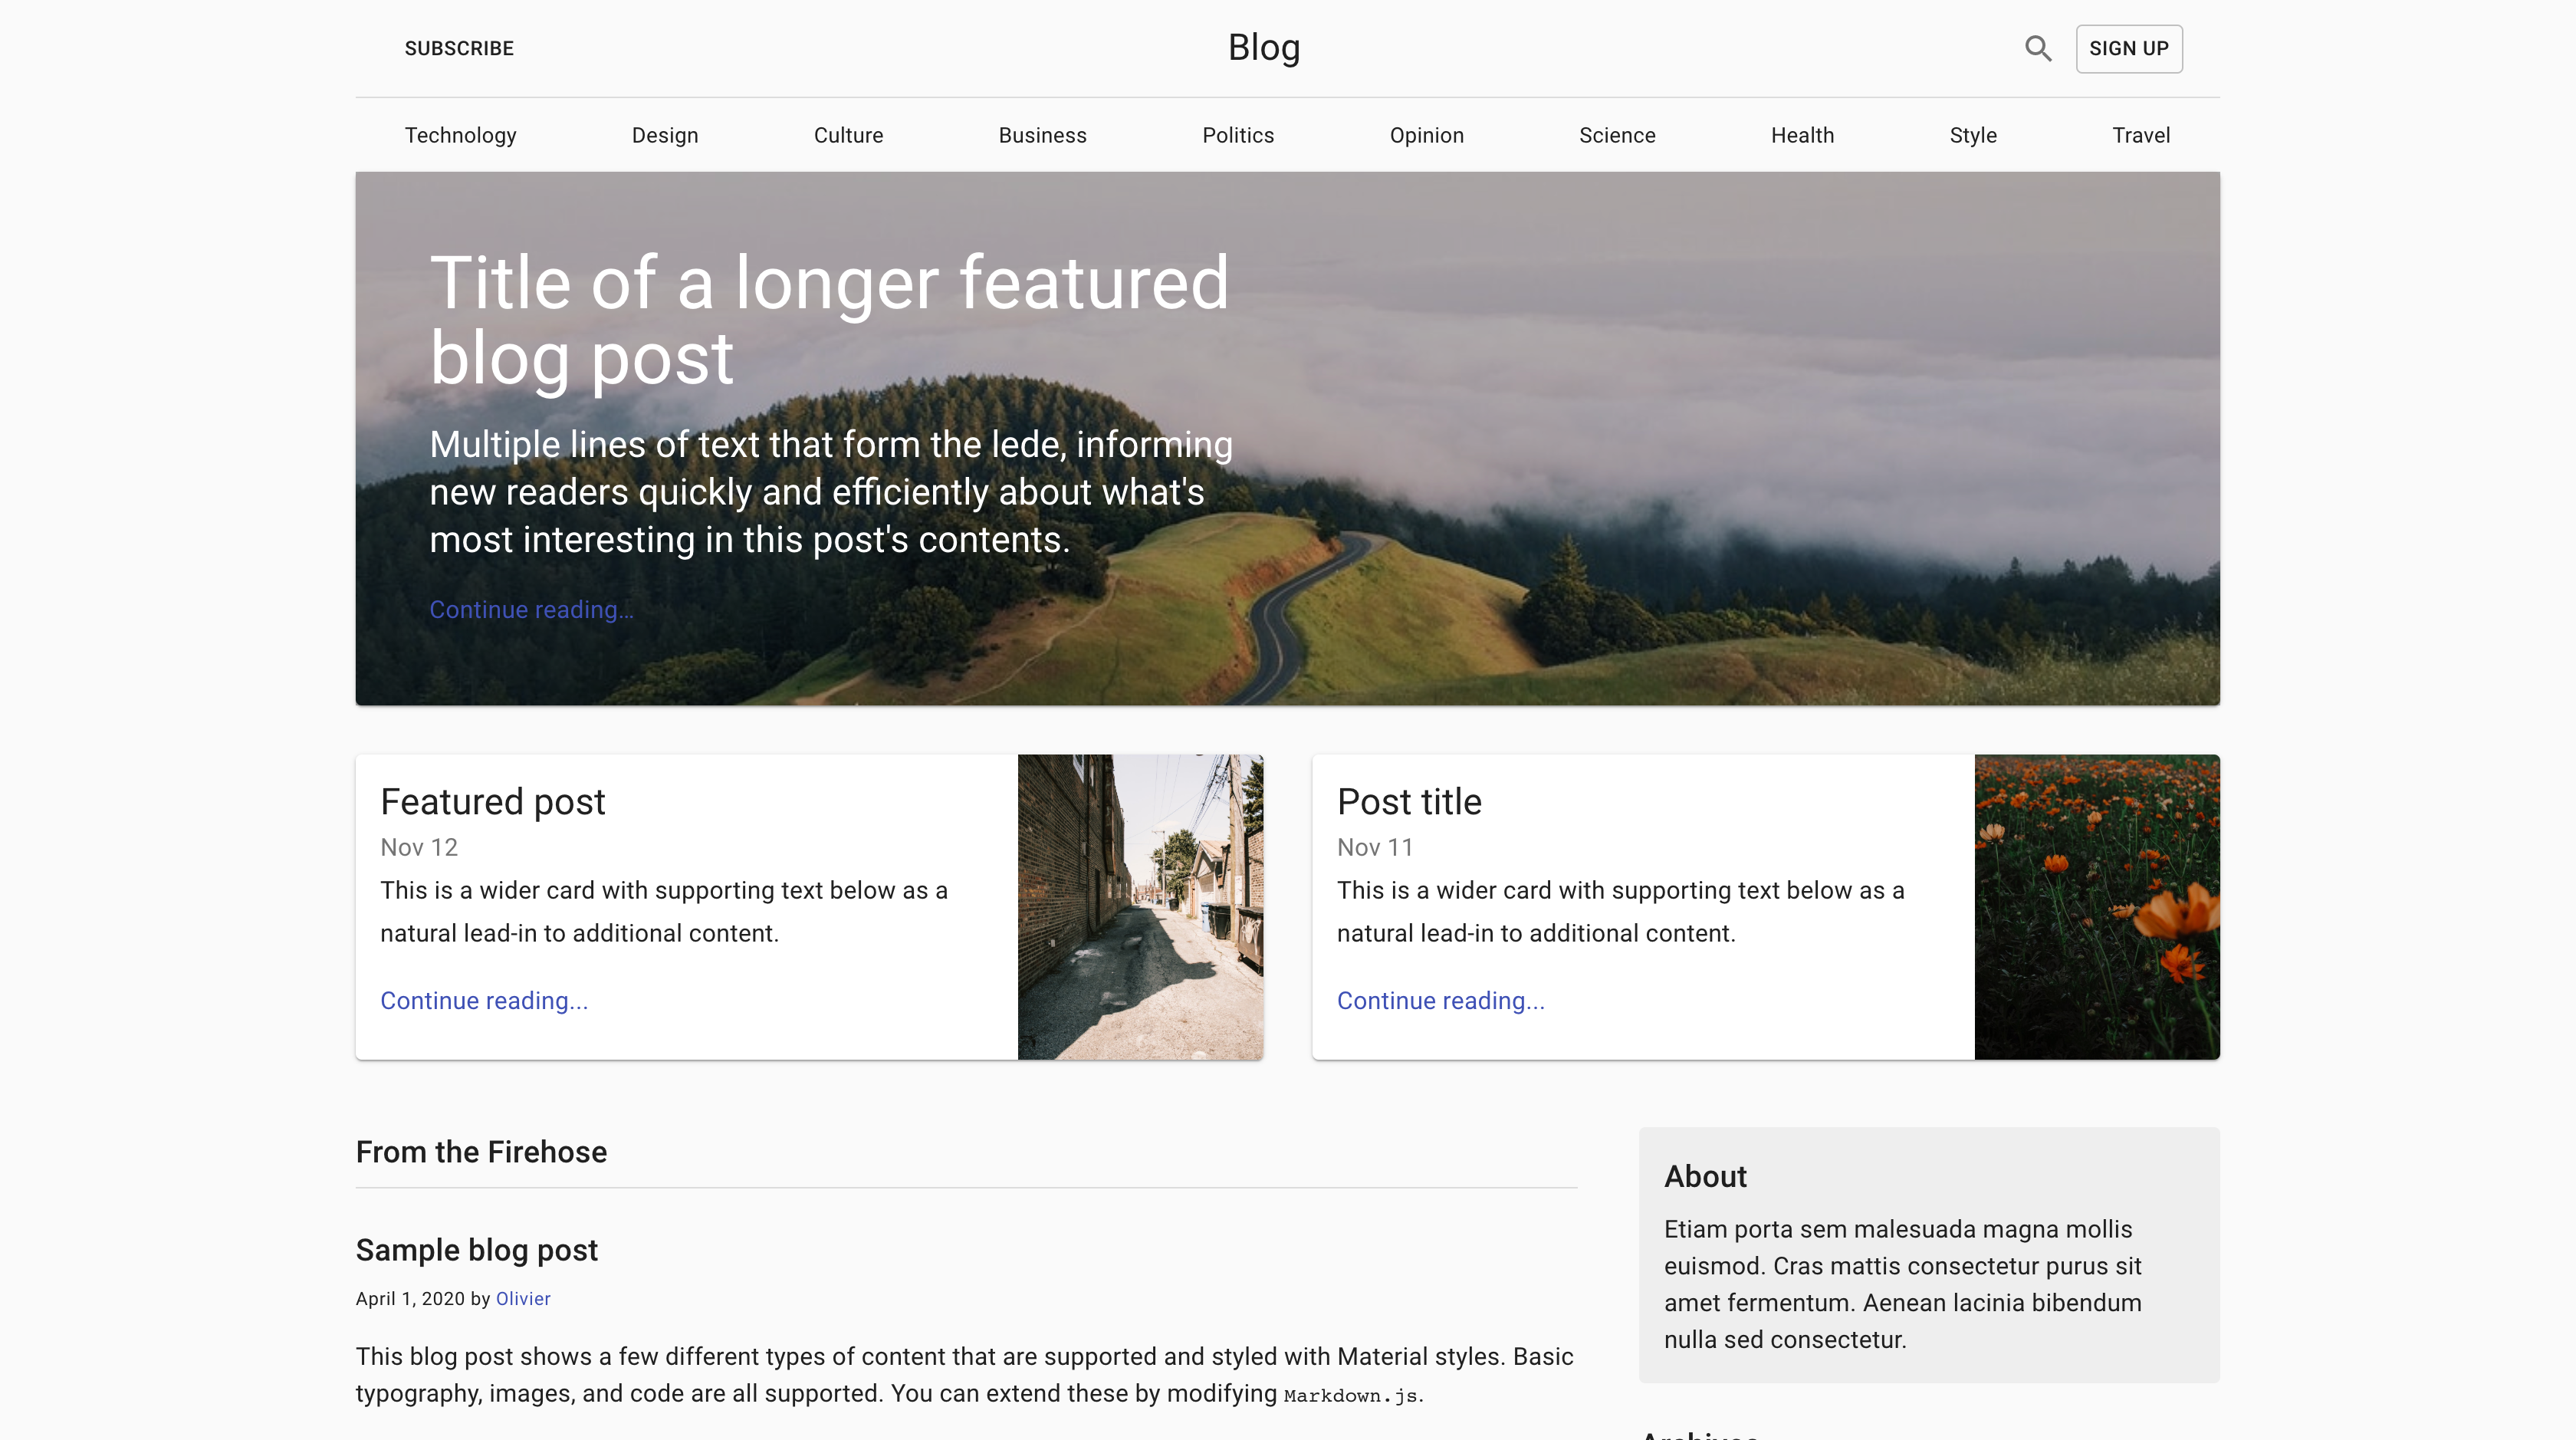 SUBSCRIBE
Blog
SIGN UP
Technology
Design
Culture
Business
Politics
Opinion
Science
Health
Style
Travel
Title of a longer featured
blog post
Multiple lines of text that form the lede, informing
new readers quickly and efficiently about what's
most interesting in this post's contents.
Continue reading…
Featured post
Nov 12
This is a wider card with supporting text below as a
natural lead-in to additional content.
Continue reading...
Post title
Nov 11
This is a wider card with supporting text below as a
natural lead-in to additional content.
Continue reading...
From the Firehose
Sample blog post
April 1, 2020 by Olivier
This blog post shows a few different types of content that are supported and styled with Material styles. Basic
typography, images, and code are all supported. You can extend these by modifying Markdown.js.
About
Etiam porta sem malesuada magna mollis
euismod. Cras mattis consectetur purus sit
amet fermentum. Aenean lacinia bibendum
nulla sed consectetur.
Archives